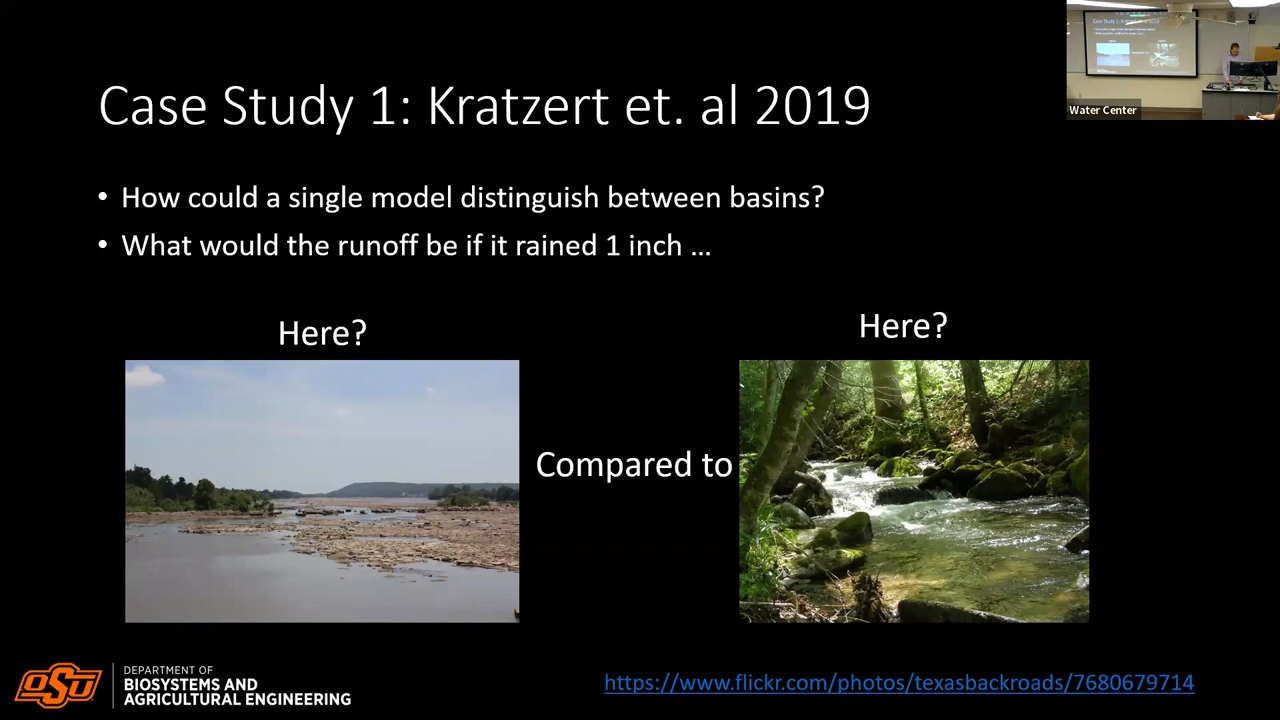 Case Study 1: Kratzert et. al 2019
• How could a single model distinguish between basins?
• What would the runoff be if it rained 1 inch ...
Here?
Here?
Compared to
OSU
DEPARTMENT OF
BIOSYSTEMS AND
AGRICULTURAL ENGINEERING
https://www.flickr.com/photos/texasbackroads/7680679714
Water Center